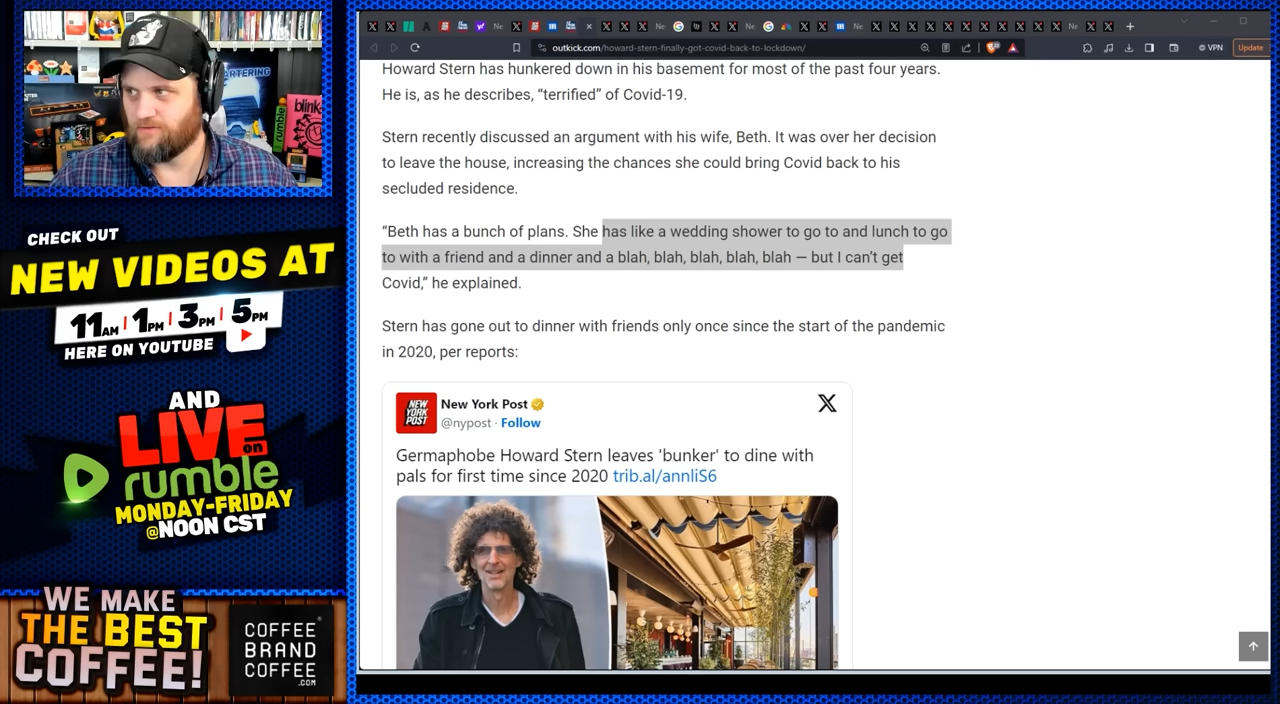 ARTERING
rumble
blink
CHECK OUT
NEW VIDEOS AT
11AM | 1PM | 3PM | 5PM
HERE ON YOUTUBE
AND
LIVE on
rumble
MONDAY-FRIDAY
@NOON CST
WE MAKE
THE BEST
COFFEE!
COFFEE
BRAND
COFFEE
.COM
outkick.com/howard-stern-finally-got-covid-back-to-lockdown/
VPN
Update
Howard Stern has hunkered down in his basement for most of the past four years.
He is, as he describes, “terrified” of Covid-19.
Stern recently discussed an argument with his wife, Beth. It was over her decision
to leave the house, increasing the chances she could bring Covid back to his
secluded residence.
“Beth has a bunch of plans. She has like a wedding shower to go to and lunch to go
to with a friend and a dinner and a blah, blah, blah, blah, blah — but I can’t get
Covid,” he explained.
Stern has gone out to dinner with friends only once since the start of the pandemic
in 2020, per reports:
NEW
YORK
POST
New York Post
@nypost · Follow
Germaphobe Howard Stern leaves 'bunker' to dine with
pals for first time since 2020 trib.al/annliS6